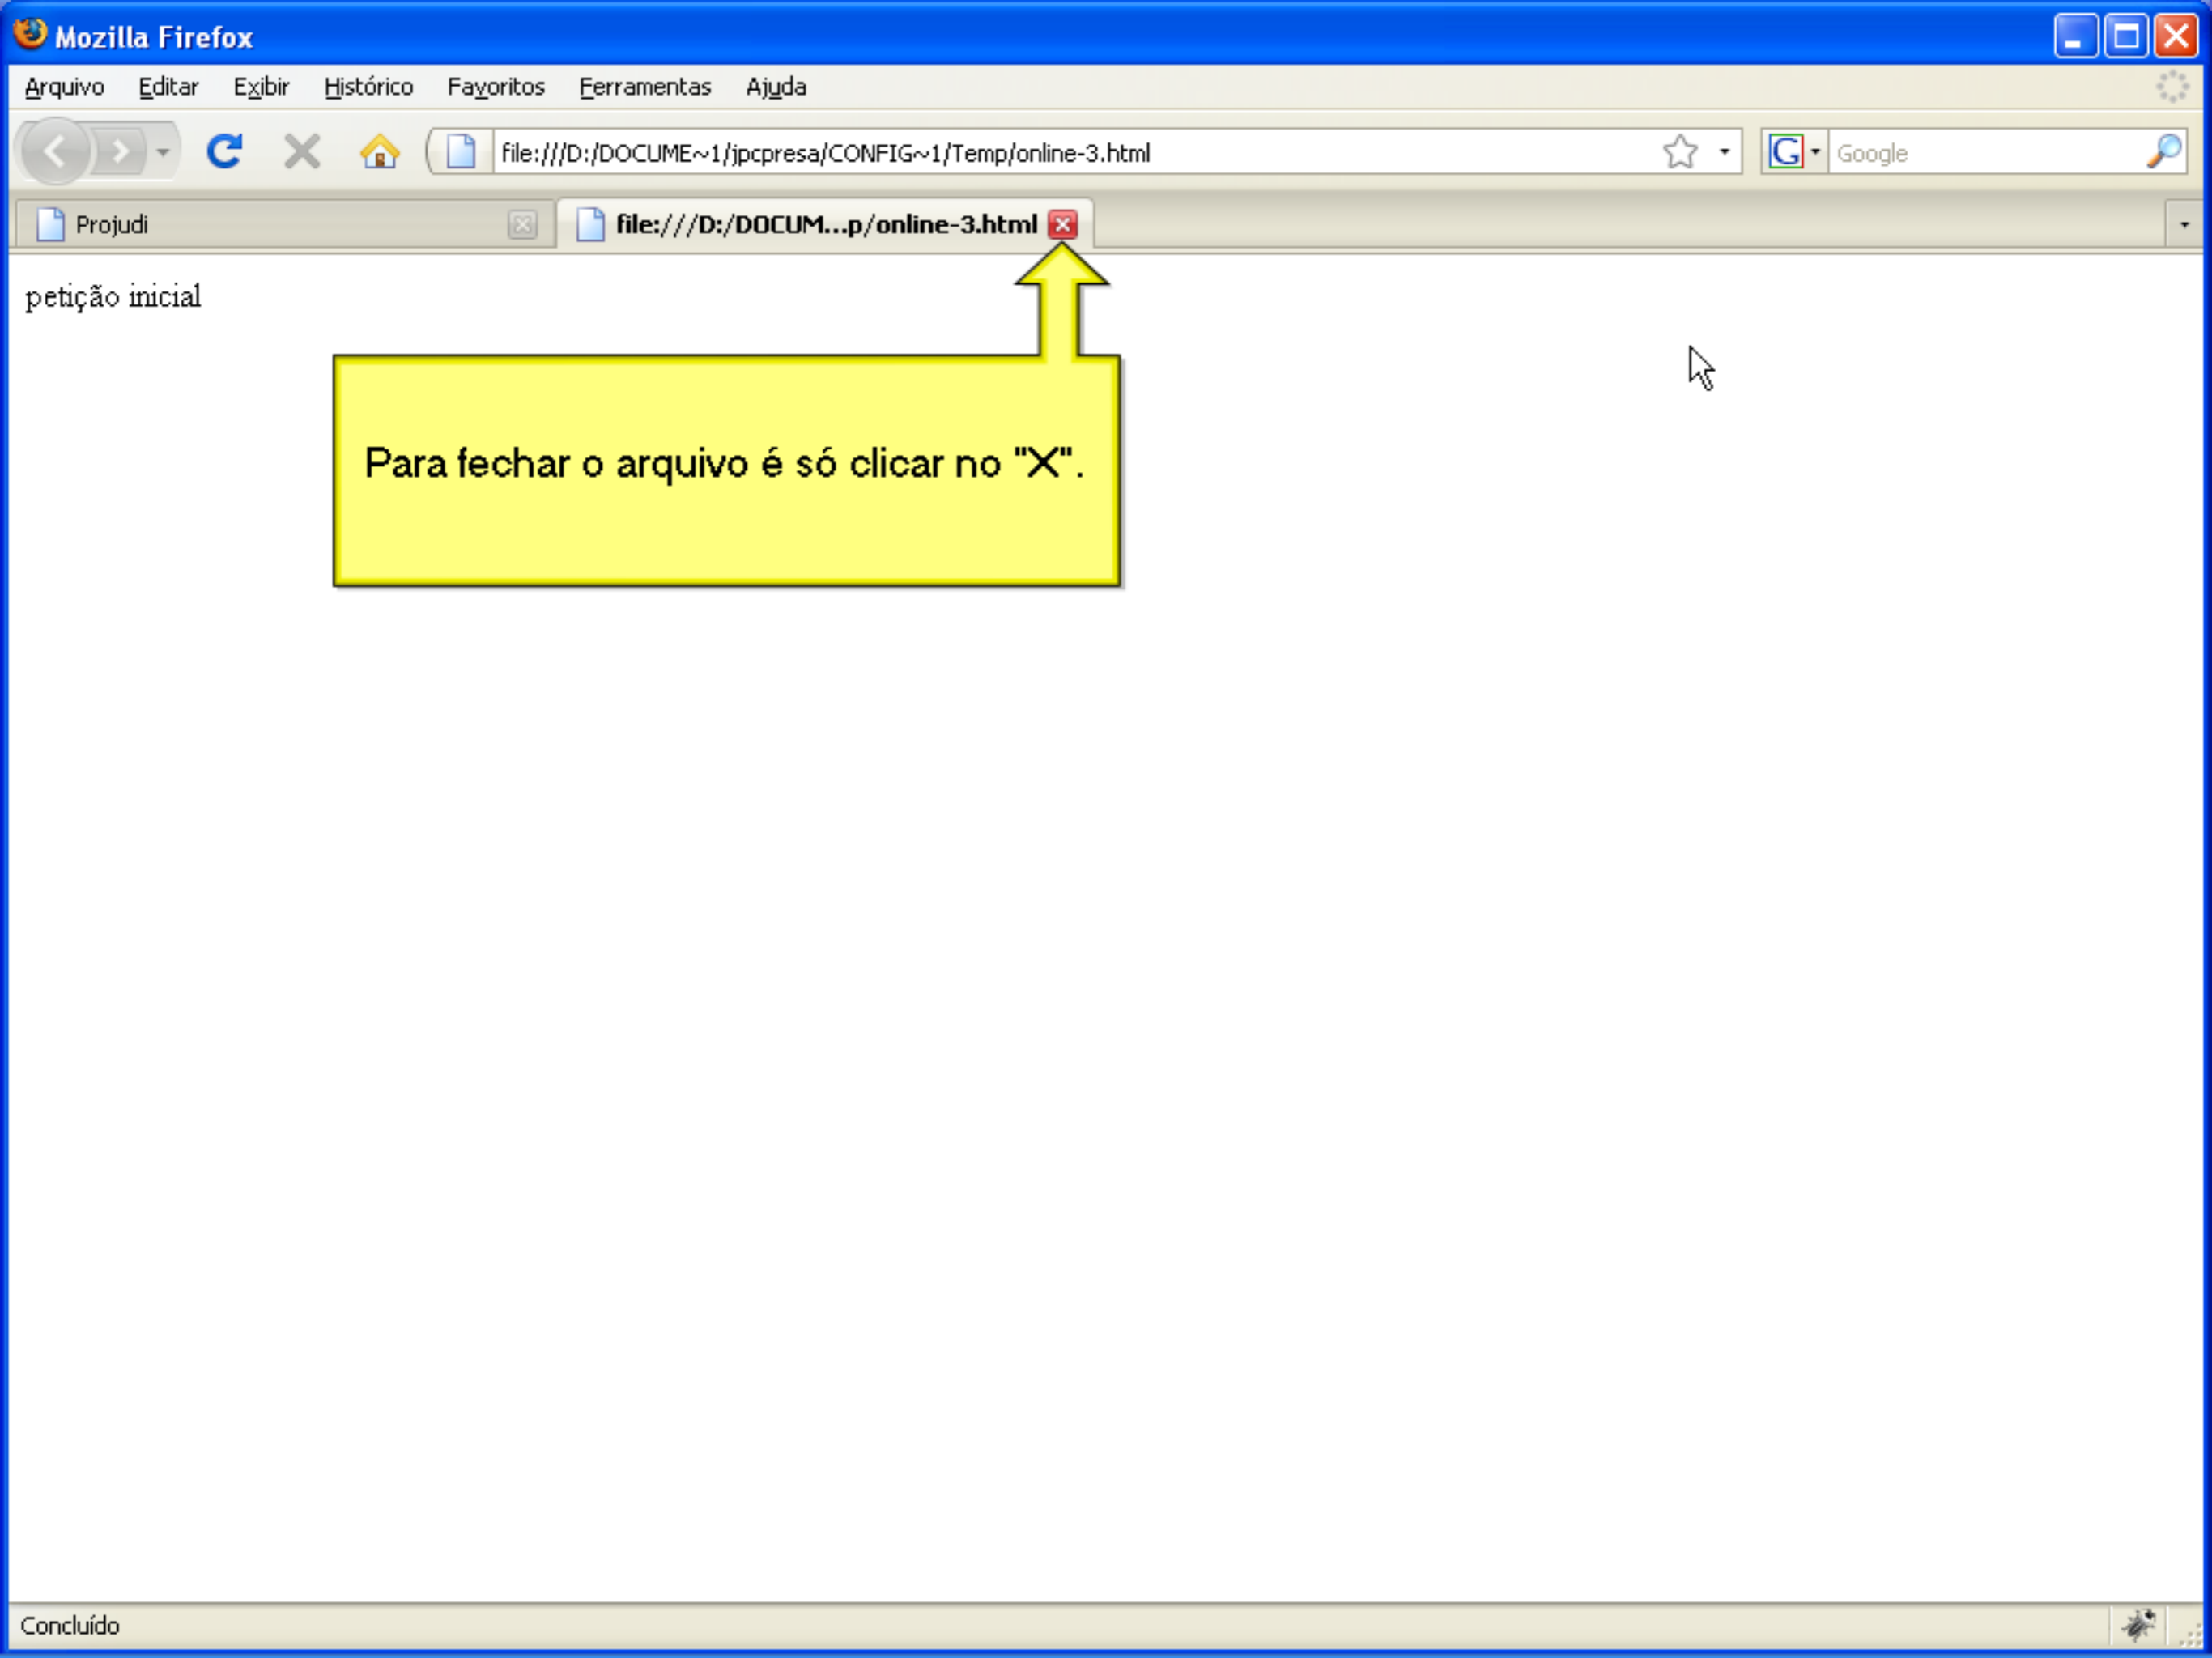 Mozilla Firefox
Arquivo Editar Exibir Histórico Favoritos Ferramentas Ajuda
file:///D:/DOCUME~1/jpcpresa/CONFIG~1/Temp/online-3.html
G Google
Projudi
file:///D:/DOCUM...p/online-3.html
petição inicial
Para fechar o arquivo é só clicar no "X".
Concluído